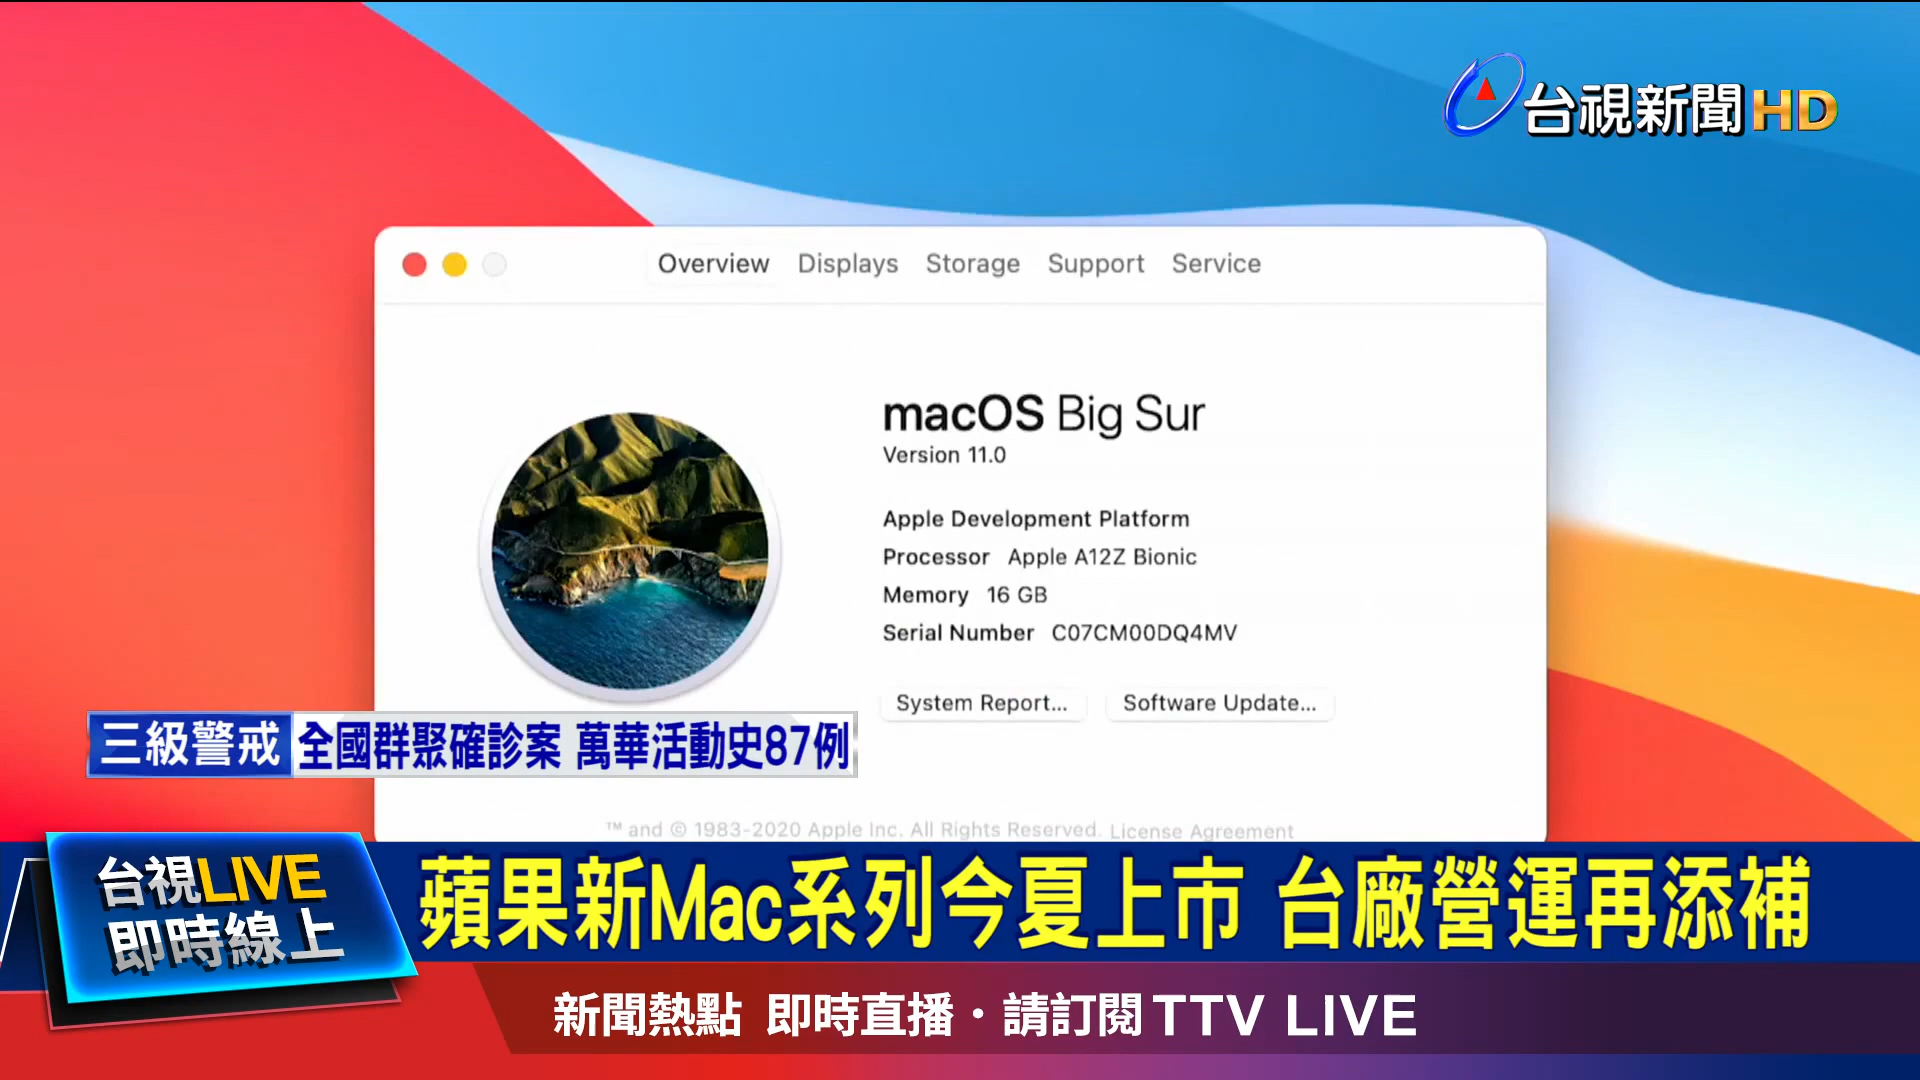 台視新聞HD
Overview Displays Storage Support Service
macOS Big Sur
Version 11.0
Apple Development Platform
Processor Apple A12Z Bionic
Memory 16 GB
Serial Number C07CM00DQ4MV
System Report... Software Update...
三級警戒 全國群聚確診案 萬華活動史87例
™ and © 1983-2020 Apple Inc. All Rights Reserved. License Agreement
台視LIVE
即時線上
蘋果新Mac系列今夏上市 台廠營運再添補
新聞熱點 即時直播·請訂閱TTV LIVE